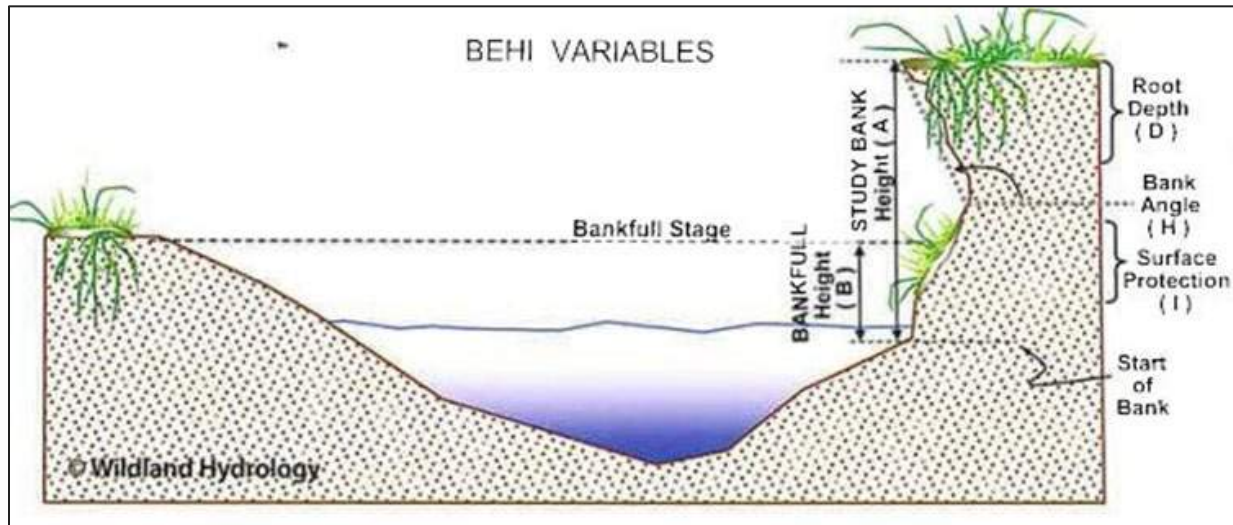 BEHI VARIABLES
Root
Depth
( D )
STUDY BANK
Height ( A )
Bank
Angle
( H )
Bankfull Stage
BANKFULL
Height
( B )
Surface
Protection
( I )
Start
of
Bank
© Wildland Hydrology